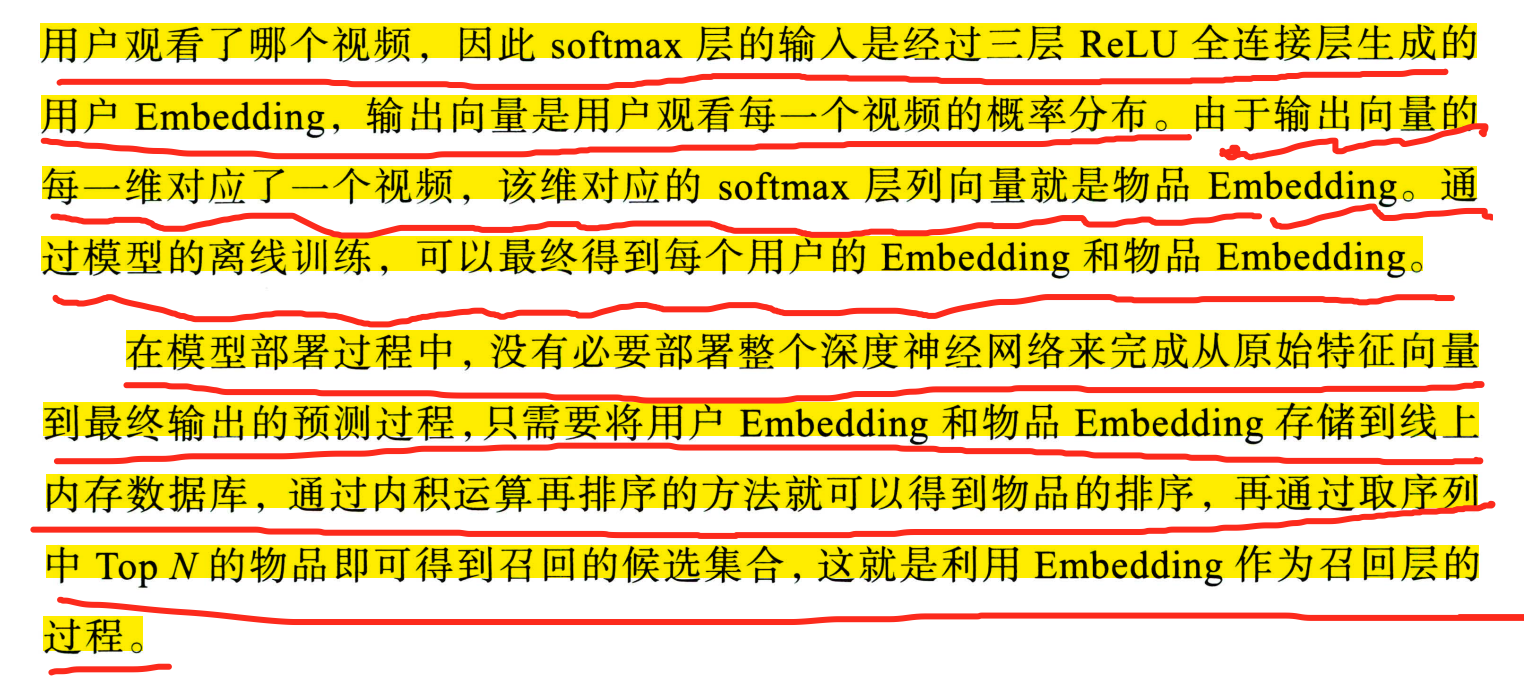 用户观看了哪个视频，因此 softmax 层的输入是经过三层 ReLU 全连接层生成的
用户 Embedding，输出向量是用户观看每一个视频的概率分布。由于输出向量的
每一维对应了一个视频，该维对应的 softmax 层列向量就是物品 Embedding。通
过模型的离线训练，可以最终得到每个用户的 Embedding 和物品 Embedding。
在模型部署过程中，没有必要部署整个深度神经网络来完成从原始特征向量
到最终输出的预测过程，只需要将用户 Embedding 和物品 Embedding 存储到线上
内存数据库，通过内积运算再排序的方法就可以得到物品的排序，再通过取序列
中 Top N 的物品即可得到召回的候选集合，这就是利用 Embedding 作为召回层的
过程。